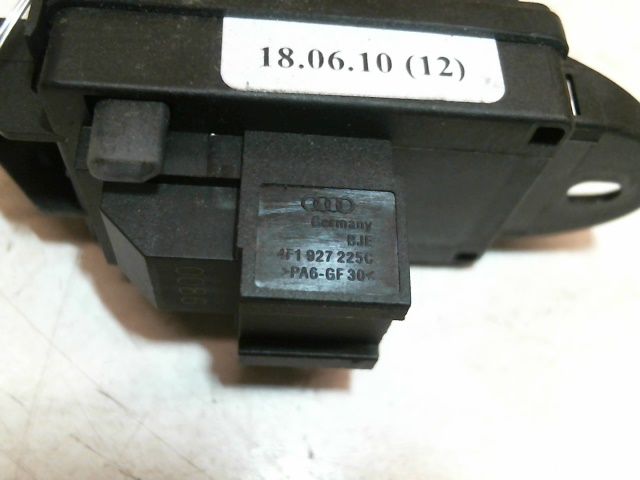 18.06.10 (12)
Germany
BJE
4F1 927 225C
>PA6-GF 30<